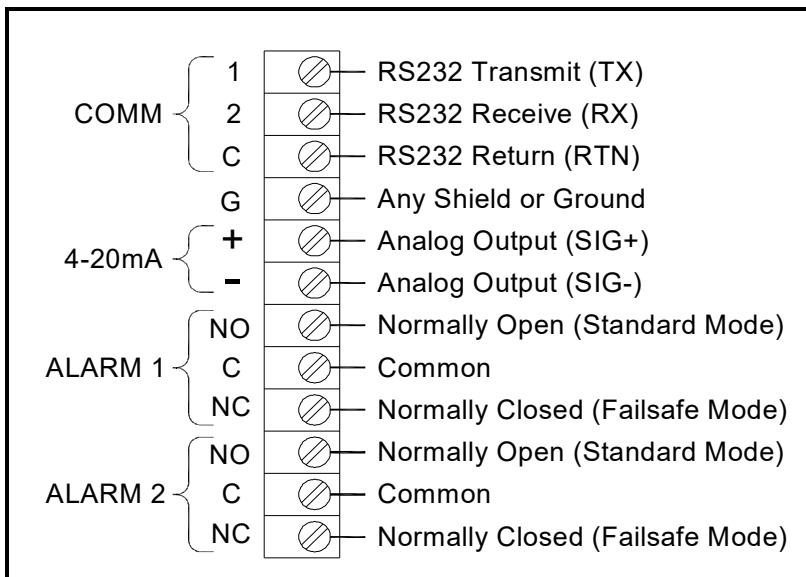 1 RS232 Transmit (TX)
COMM 2 RS232 Receive (RX)
C RS232 Return (RTN)
G Any Shield or Ground
+ Analog Output (SIG+)
4-20mA
- Analog Output (SIG-)
NO Normally Open (Standard Mode)
ALARM 1 C Common
NC Normally Closed (Failsafe Mode)
NO Normally Open (Standard Mode)
ALARM 2 C Common
NC Normally Closed (Failsafe Mode)